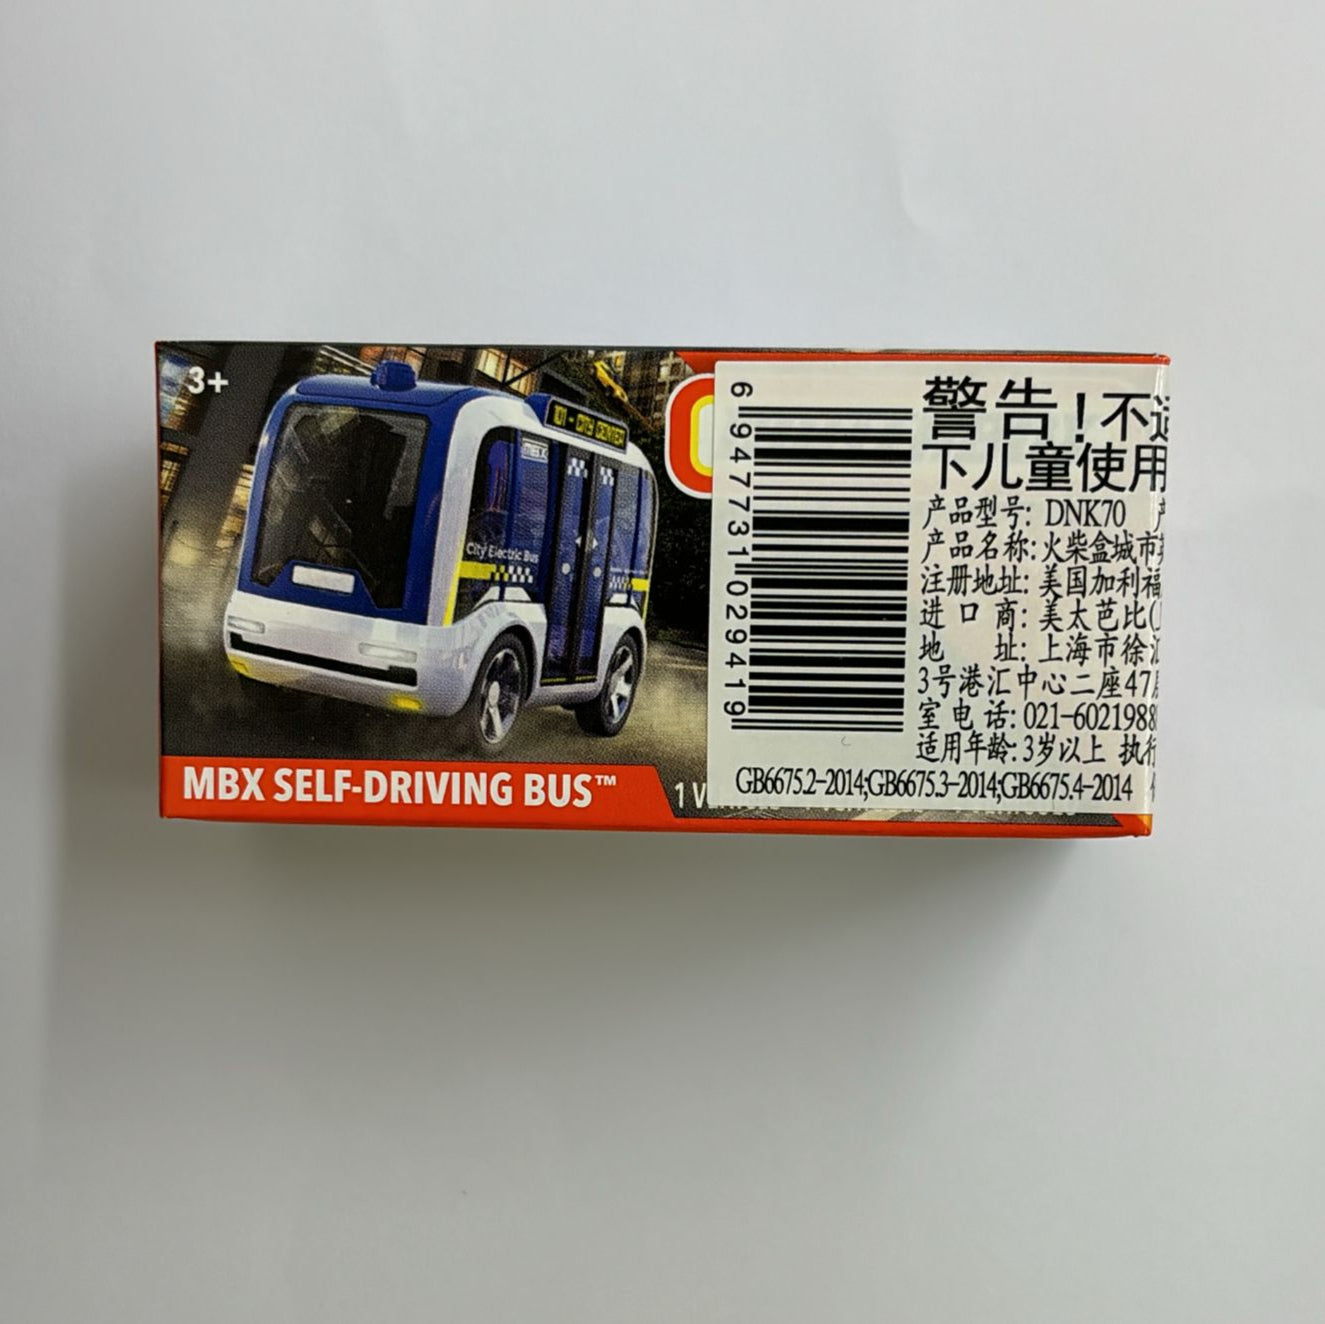 3+
MBX
City Electric Bus
MBX SELF-DRIVING BUS™
6947731029419
警告!不
下儿童使用
产品型号: DNK70
产品名称:火柴盒城市
注册地址: 美国加利福
进口商: 美太芭比(
地址: 上海市徐汇
3号港汇中心二座47
室电话: 021-6021988
适用年龄: 3岁以上 执行
GB6675.2-2014;GB6675.3-2014;GB6675.4-2014